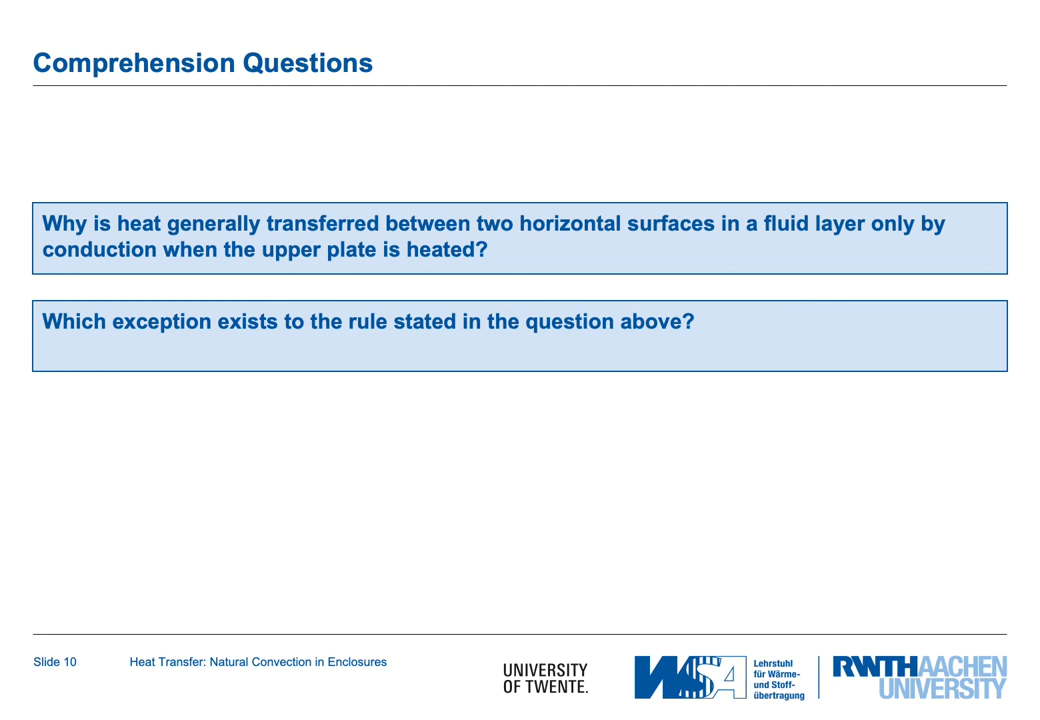 Comprehension Questions
Why is heat generally transferred between two horizontal surfaces in a fluid layer only by
conduction when the upper plate is heated?
Which exception exists to the rule stated in the question above?
Slide 10
Heat Transfer: Natural Convection in Enclosures
UNIVERSITY
OF TWENTE.
WSA
Lehrstuhl
für Wärme-
und Stoff-
übertragung
RWTHAACHEN
UNIVERSITY